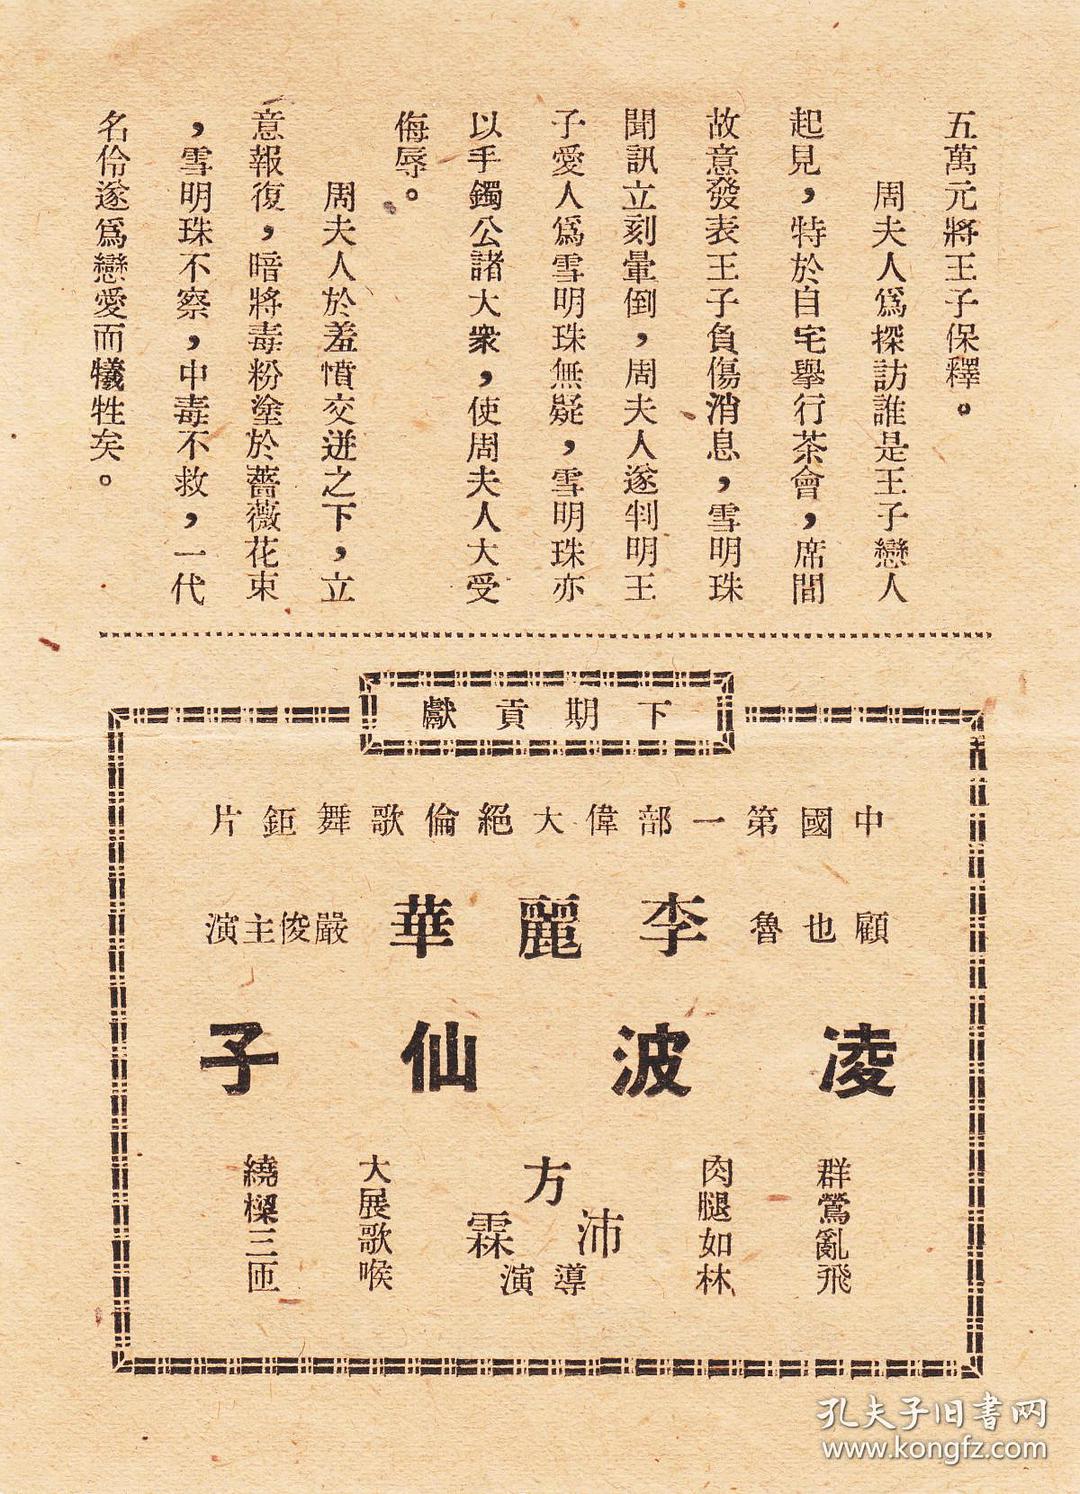 五萬元將王子保釋。
周夫人爲探訪誰是王子戀人
起見，特於自宅舉行茶會，席間
故意發表王子負傷消息，雪明珠
聞訊立刻暈倒，周夫人遂判明王
子愛人爲雪明珠無疑，雪明珠亦
以手鐲公諸大衆，使周夫人大受
侮辱。
周夫人於羞憤交迸之下，立
意報復，暗將毒粉塗於薔薇花束
，雪明珠不察，中毒不救，一代
名伶遂爲戀愛而犧牲矣。
下期貢獻
中國第一部偉大絕倫歌舞鉅片
顧也魯 李麗華 嚴俊主演
凌波仙子
群鶯亂飛
肉腿如林
方沛霖
導演
大展歌喉
繞樑三匝
孔夫子旧书网
www.kongfz.com